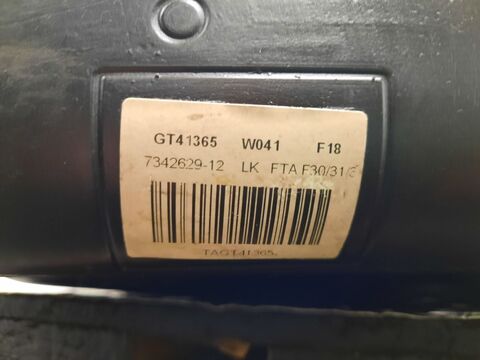 GT41365 W041 F18
7342629-12 LK FTA F30/31/3
TAGT41365.